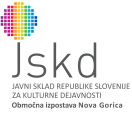 Jskd
JAVNI SKLAD REPUBLIKE SLOVENIJE
ZA KULTURNE DEJAVNOSTI
Območna izpostava Nova Gorica